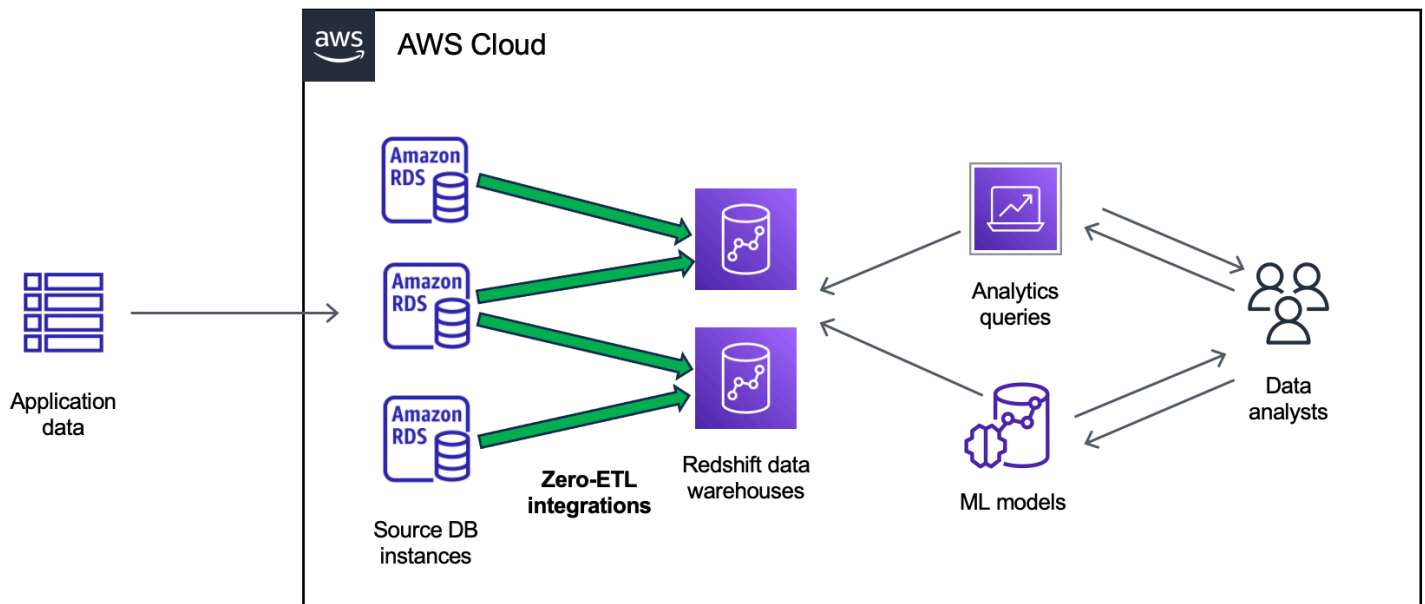 aws
AWS Cloud
Amazon
RDS
Amazon
RDS
Amazon
RDS
Application
data
Source DB
instances
Zero-ETL
integrations
Redshift data
warehouses
Analytics
queries
ML models
Data
analysts